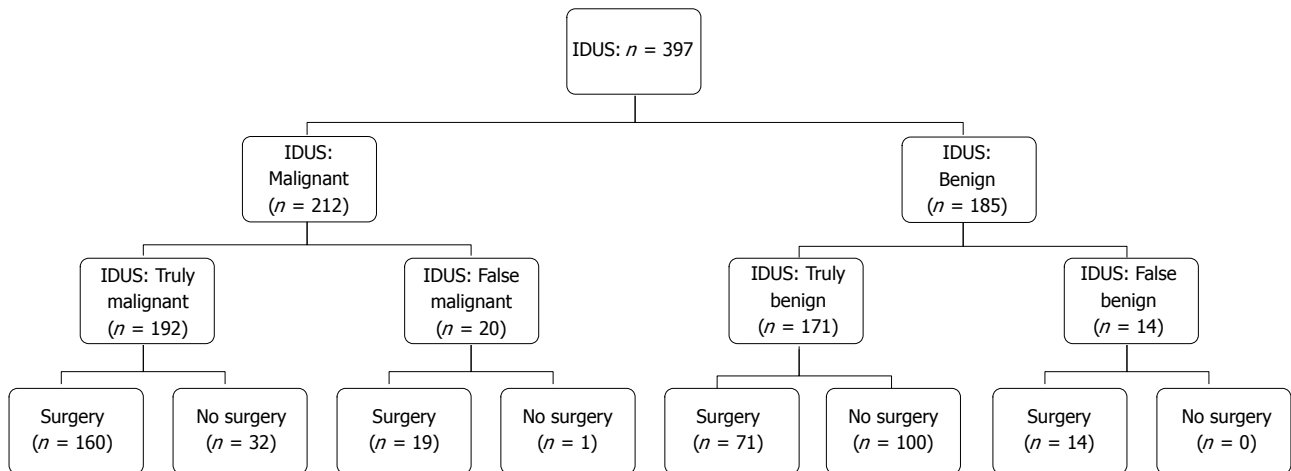 IDUS: n = 397
IDUS:
Malignant
(n = 212)
IDUS:
Benign
(n = 185)
IDUS: Truly
malignant
(n = 192)
IDUS: False
malignant
(n = 20)
IDUS: Truly
benign
(n = 171)
IDUS: False
benign
(n = 14)
Surgery
(n = 160)
No surgery
(n = 32)
Surgery
(n = 19)
No surgery
(n = 1)
Surgery
(n = 71)
No surgery
(n = 100)
Surgery
(n = 14)
No surgery
(n = 0)